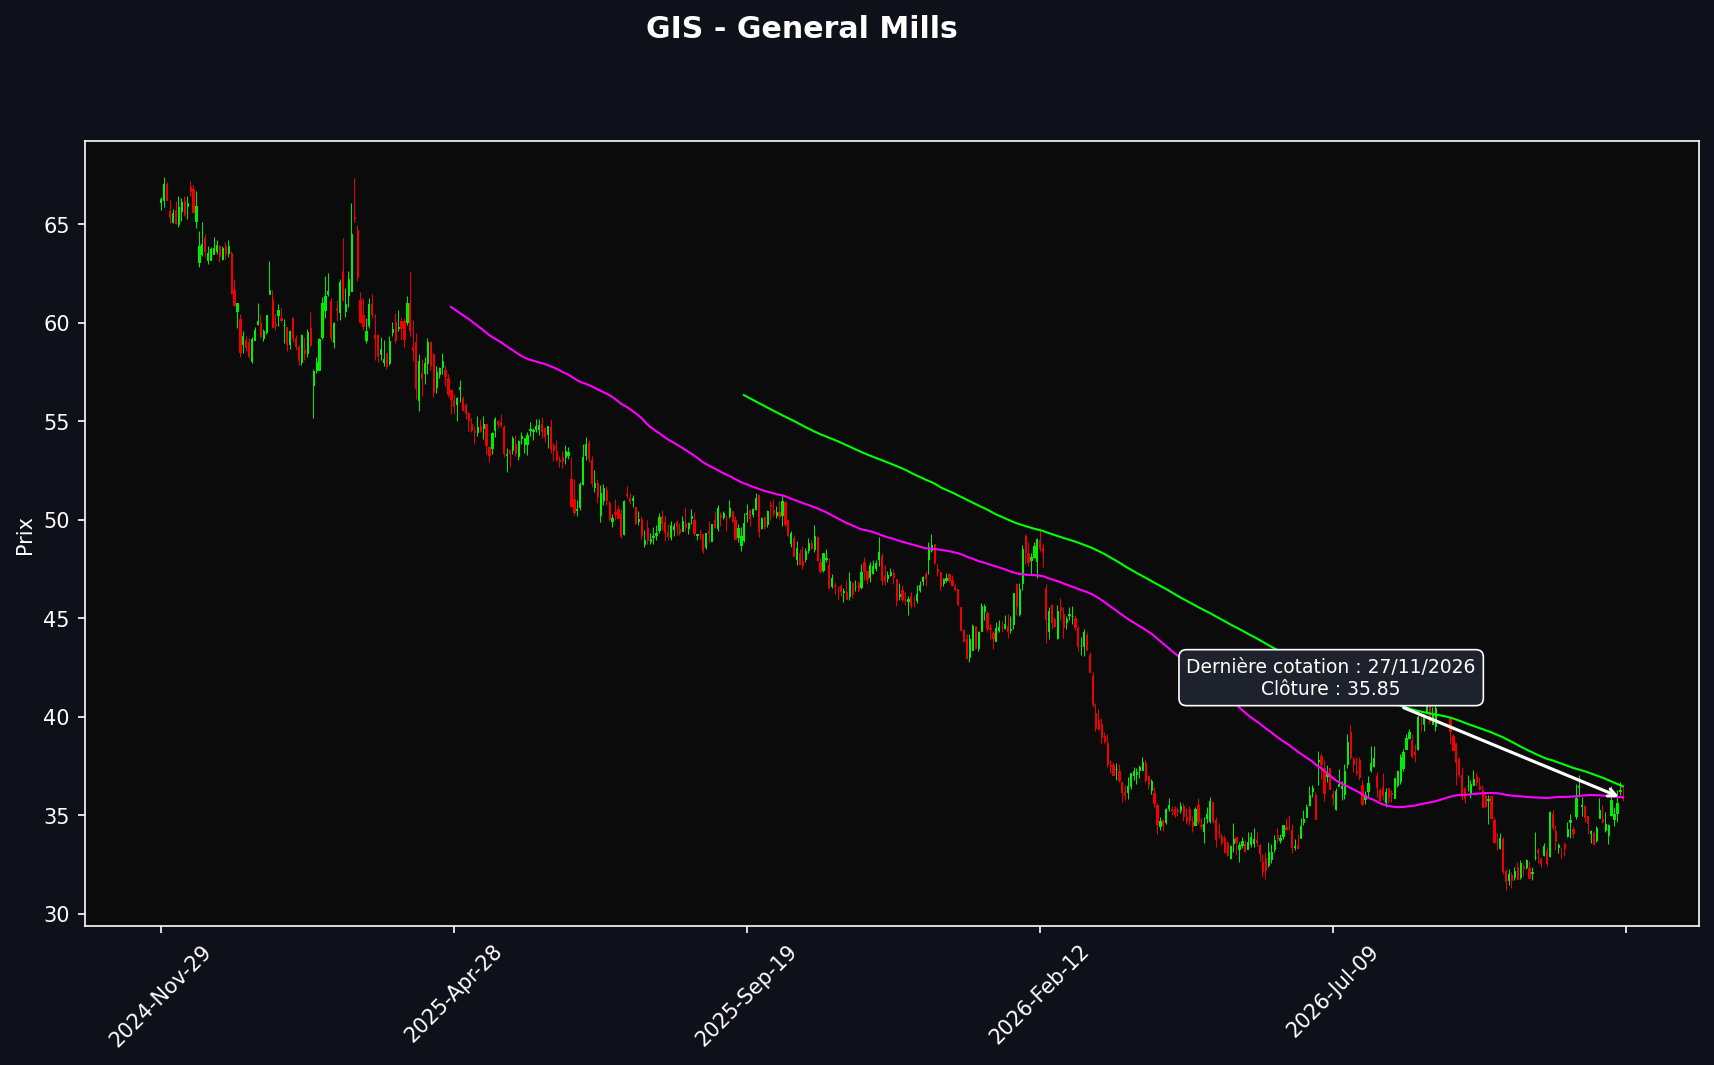 GIS - General Mills
Prix
65
60
55
50
45
40
35
30
Dernière cotation : 27/11/2026
Clôture : 35.85
2024-Nov-29
2025-Apr-28
2025-Sep-19
2026-Feb-12
2026-Jul-09